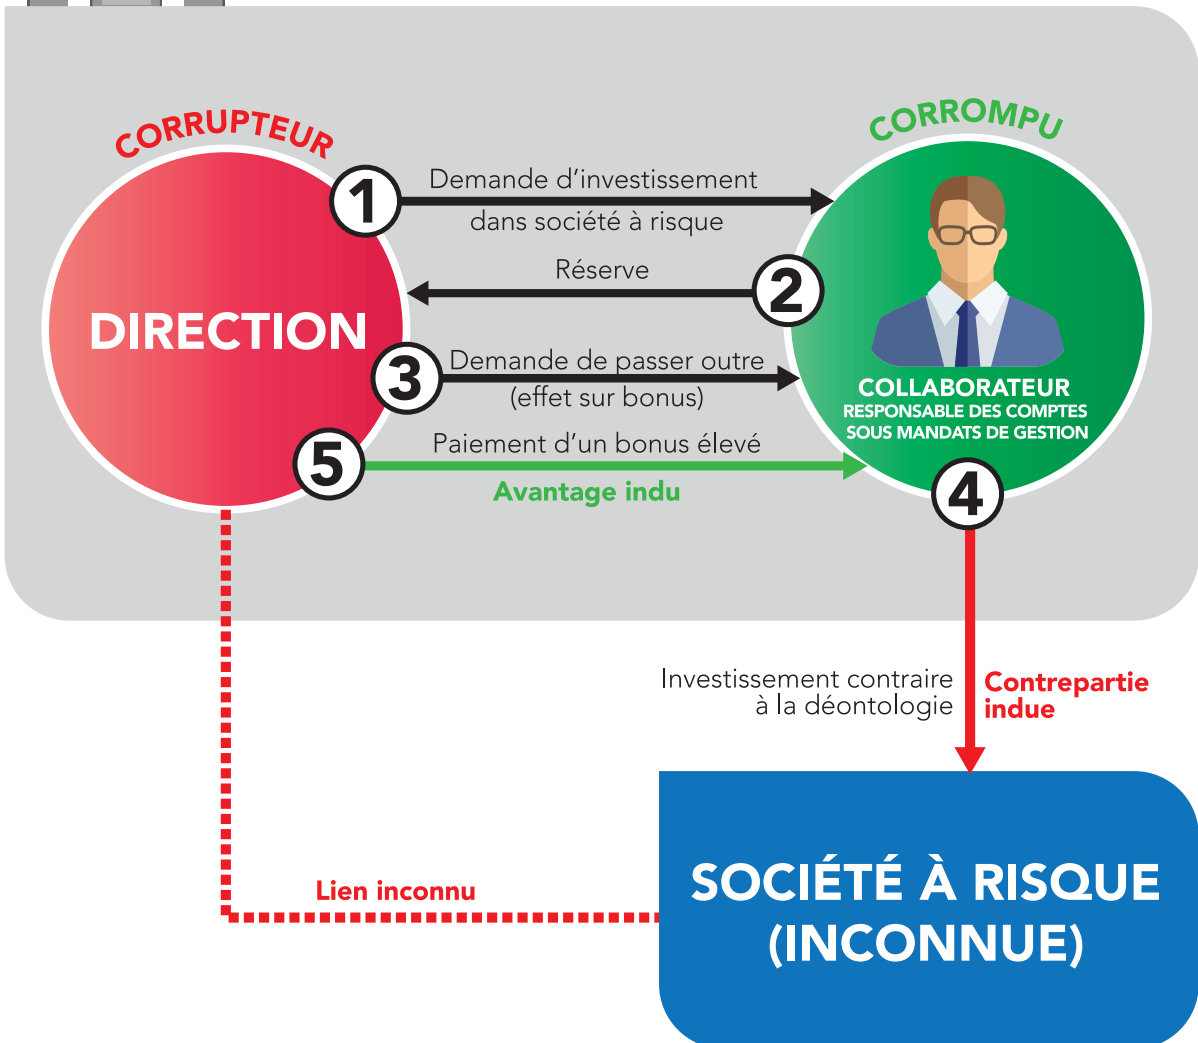 CORRUPTEUR
CORROMPU
1
Demande d’investissement
dans société à risque
Réserve
2
DIRECTION
3
Demande de passer outre
(effet sur bonus)
COLLABORATEUR
RESPONSABLE DES COMPTES
SOUS MANDATS DE GESTION
5
Paiement d’un bonus élevé
Avantage indu
4
Investissement contraire
à la déontologie
Contrepartie
indue
Lien inconnu
SOCIÉTÉ À RISQUE
(INCONNUE)